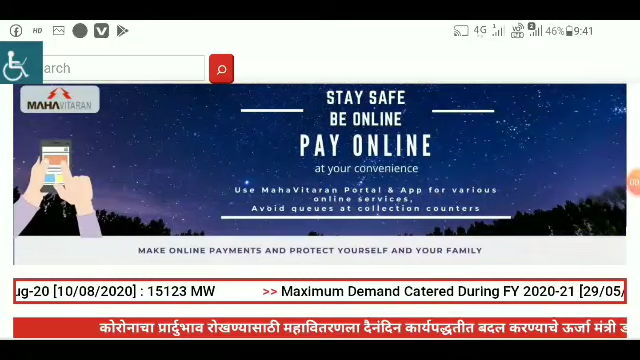 HD 4G 46% 9:41
arch
MAHAVITARAN
STAY SAFE
BE ONLINE
PAY ONLINE
at your convenience
Use MahaVitaran Portal & App for various
online services,
Avoid queues at collection counters
MAKE ONLINE PAYMENTS AND PROTECT YOURSELF AND YOUR FAMILY
ug-20 [10/08/2020] : 15123 MW >> Maximum Demand Catered During FY 2020-21 [29/05/
कोरोनाचा प्रार्दुभाव रोखण्यासाठी महावितरणला दैनंदिन कार्यपद्धतीत बदल करण्याचे ऊर्जा मंत्री ड